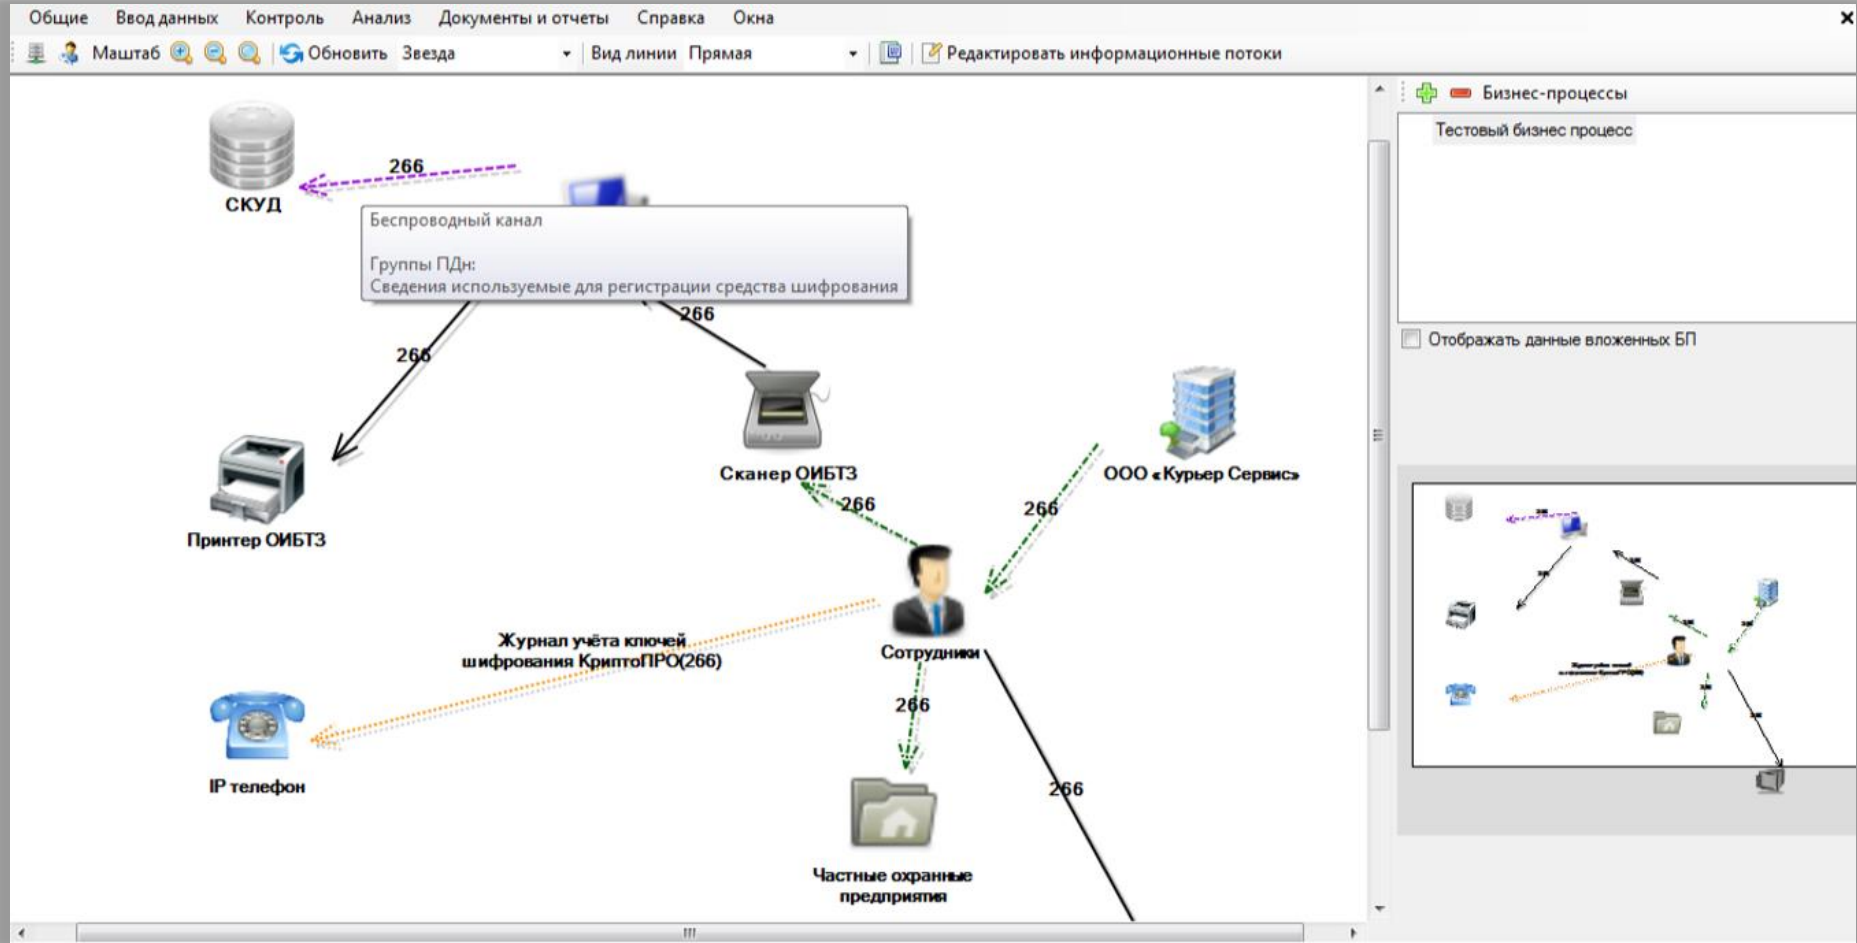 Общие Ввод данных Контроль Анализ Документы и отчеты Справка Окна
Маштаб Обновить Звезда Вид линии Прямая Редактировать информационные потоки
Бизнес-процессы
Тестовый бизнес процесс
Отображать данные вложенных БП
266
СКУД
Беспроводный канал
Группы ПДн:
Сведения используемые для регистрации средства шифрования
266
266
Сканер ОИБТЗ
ООО «Курьер Сервис»
266
266
Принтер ОИБТЗ
Журнал учёта ключей
шифрования КриптоПРО(266)
Сотрудники
266
IP телефон
266
Частные охранные
предприятия